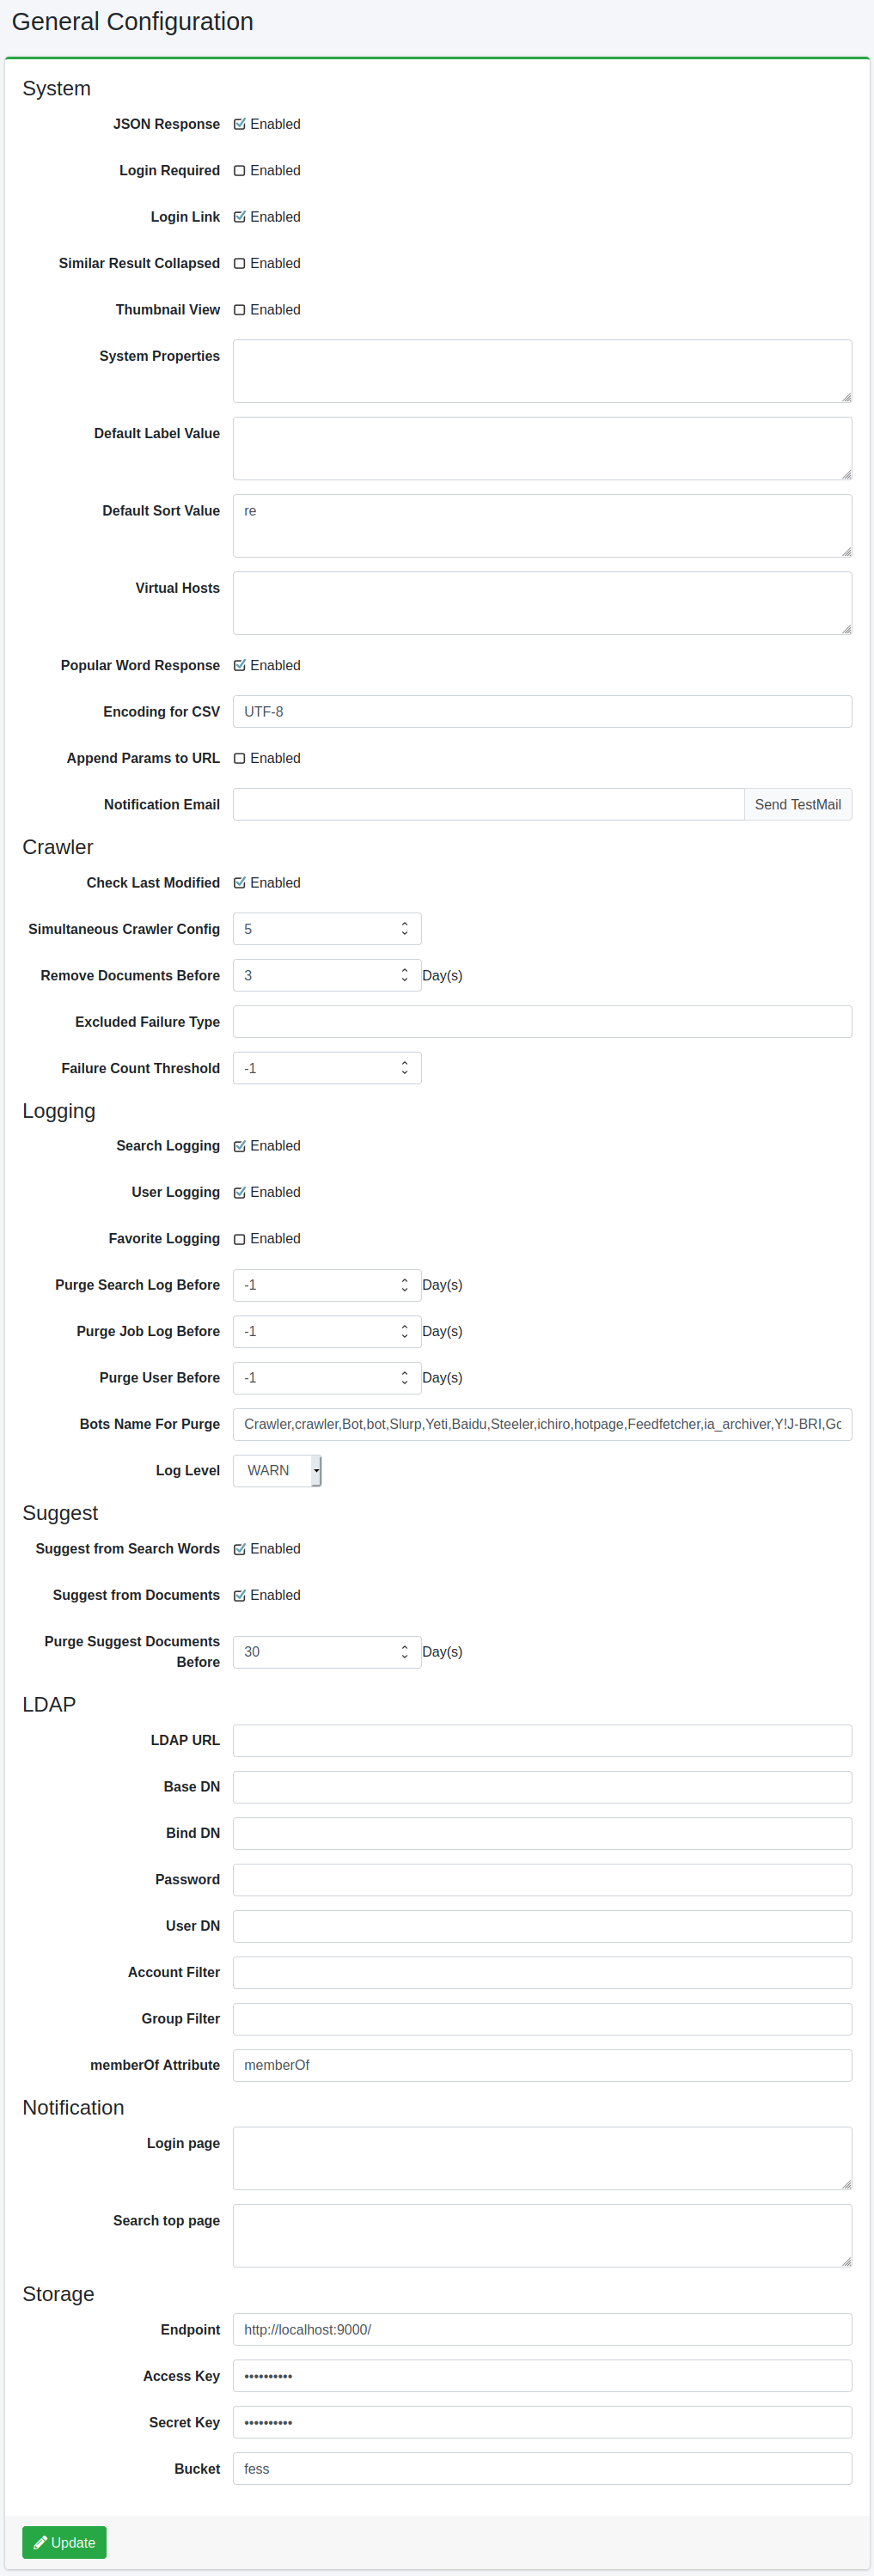 General Configuration
System
JSON Response Enabled
Login Required Enabled
Login Link Enabled
Similar Result Collapsed Enabled
Thumbnail View Enabled
System Properties
Default Label Value
Default Sort Value re
Virtual Hosts
Popular Word Response Enabled
Encoding for CSV UTF-8
Append Params to URL Enabled
Notification Email Send TestMail
Crawler
Check Last Modified Enabled
Simultaneous Crawler Config 5
Remove Documents Before 3 Day(s)
Excluded Failure Type
Failure Count Threshold -1
Logging
Search Logging Enabled
User Logging Enabled
Favorite Logging Enabled
Purge Search Log Before -1 Day(s)
Purge Job Log Before -1 Day(s)
Purge User Before -1 Day(s)
Bots Name For Purge Crawler,crawler,Bot,bot,Slurp,Yeti,Baidu,Steeler,ichiro,hotpage,Feedfetcher,ia_archiver,Y!J-BRI,Gc
Log Level WARN
Suggest
Suggest from Search Words Enabled
Suggest from Documents Enabled
Purge Suggest Documents
Before 30 Day(s)
LDAP
LDAP URL
Base DN
Bind DN
Password
User DN
Account Filter
Group Filter
memberOf Attribute memberOf
Notification
Login page
Search top page
Storage
Endpoint http://localhost:9000/
Access Key ••••••••••
Secret Key ••••••••••
Bucket fess
Update